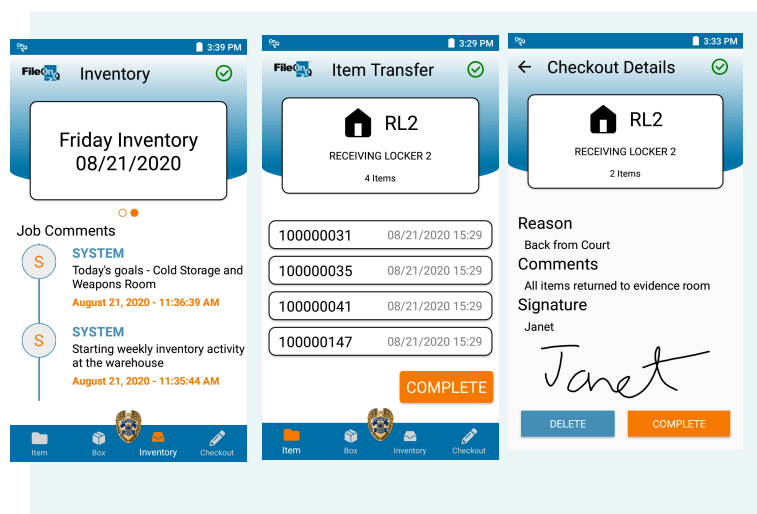 3:39 PM
FileOnQ Inventory
Friday Inventory
08/21/2020
Job Comments
S SYSTEM
Today's goals - Cold Storage and
Weapons Room
August 21, 2020 - 11:36:39 AM
S SYSTEM
Starting weekly inventory activity
at the warehouse
August 21, 2020 - 11:35:44 AM
Item Box Inventory Checkout
3:29 PM
FileOnQ Item Transfer
RL2
RECEIVING LOCKER 2
4 Items
100000031 08/21/2020 15:29
100000035 08/21/2020 15:29
100000041 08/21/2020 15:29
100000147 08/21/2020 15:29
COMPLETE
Item Box Inventory Checkout
3:33 PM
Checkout Details
RL2
RECEIVING LOCKER 2
2 Items
Reason
Back from Court
Comments
All items returned to evidence room
Signature
Janet
Janet
DELETE COMPLETE